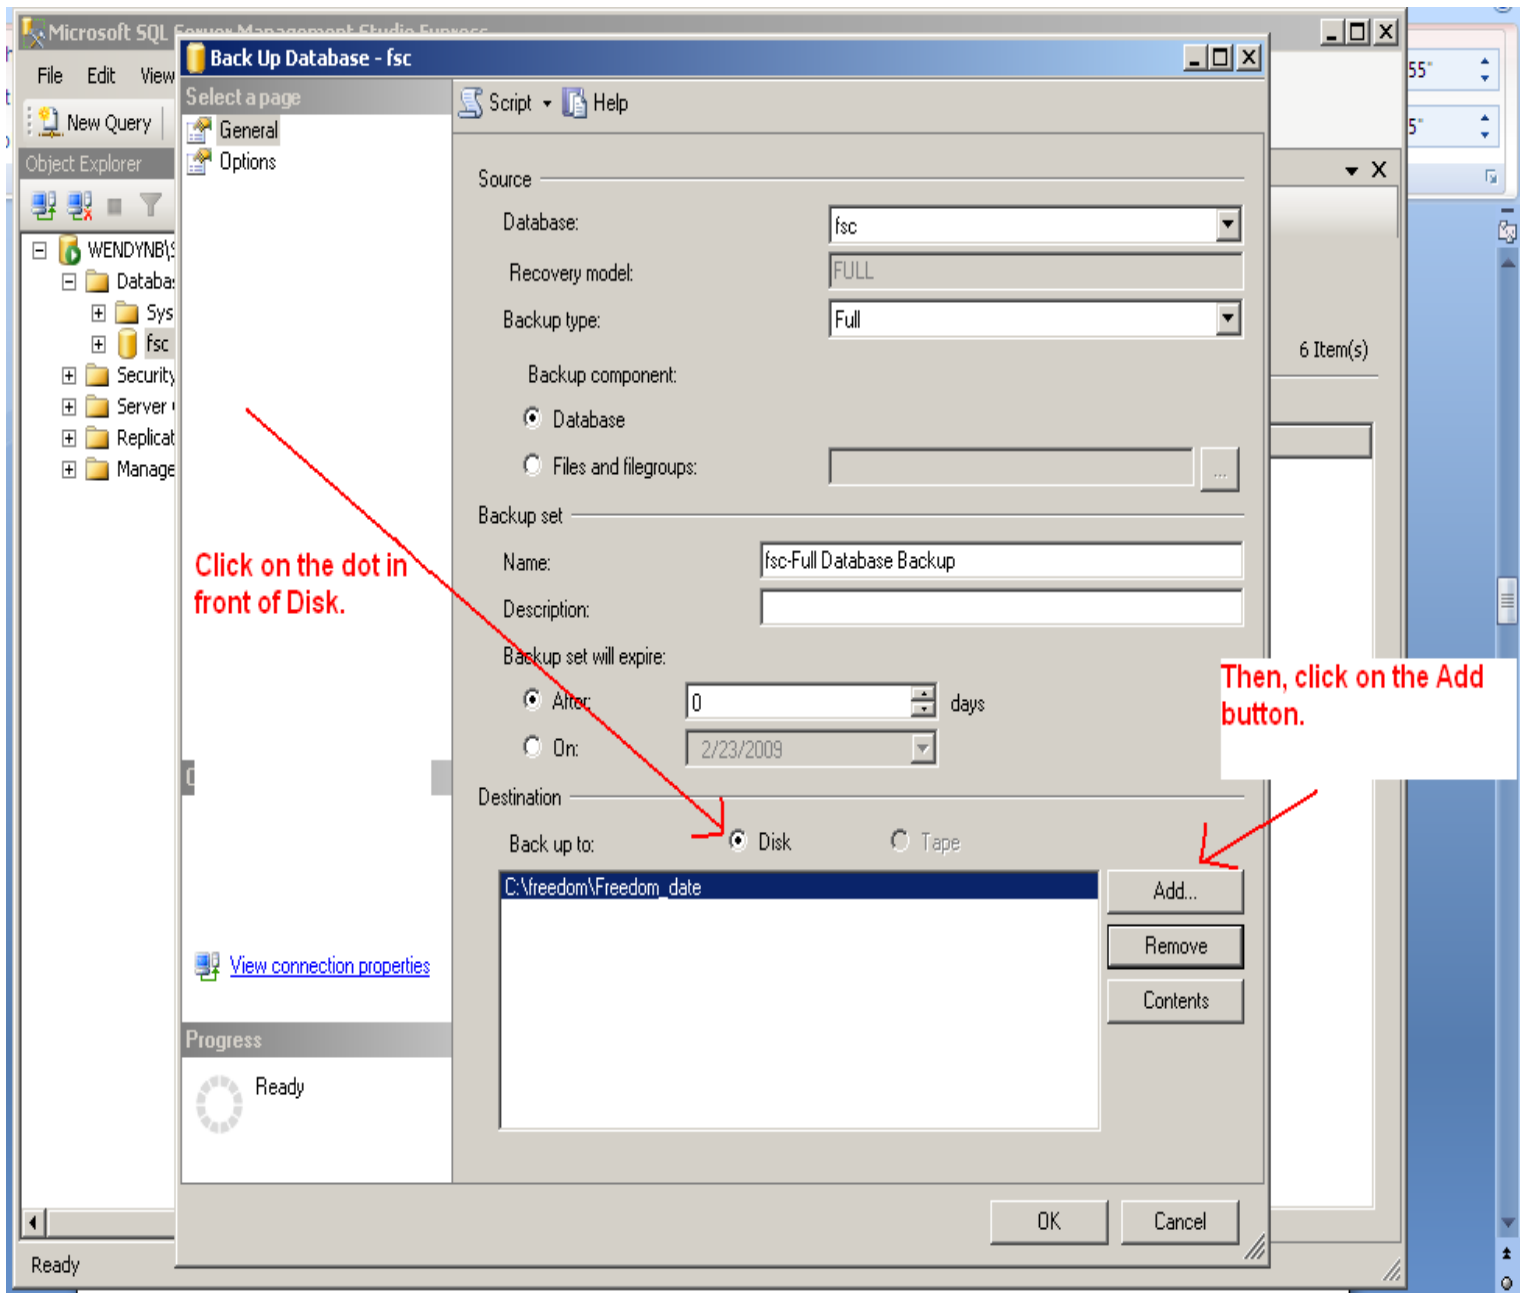 Microsoft SQL Server Management Studio Express
Back Up Database - fsc
File Edit View
New Query
Object Explorer
WENDYNB\
Databas
Sys
fsc
Security
Server
Replicat
Manage
Select a page
General
Options
Script Help
Source
Database: fsc
Recovery model: FULL
Backup type: Full
Backup component:
Database
Files and filegroups: ...
Backup set
Name: fsc-Full Database Backup
Description:
Backup set will expire:
After: 0 days
On: 2/23/2009
Destination
Back up to: Disk Tape
C:\freedom\Freedom_date
Add...
Remove
Contents
Click on the dot in
front of Disk.
Then, click on the Add
button.
View connection properties
Progress
Ready
OK Cancel
6 Item(s)
55"
5"
Ready